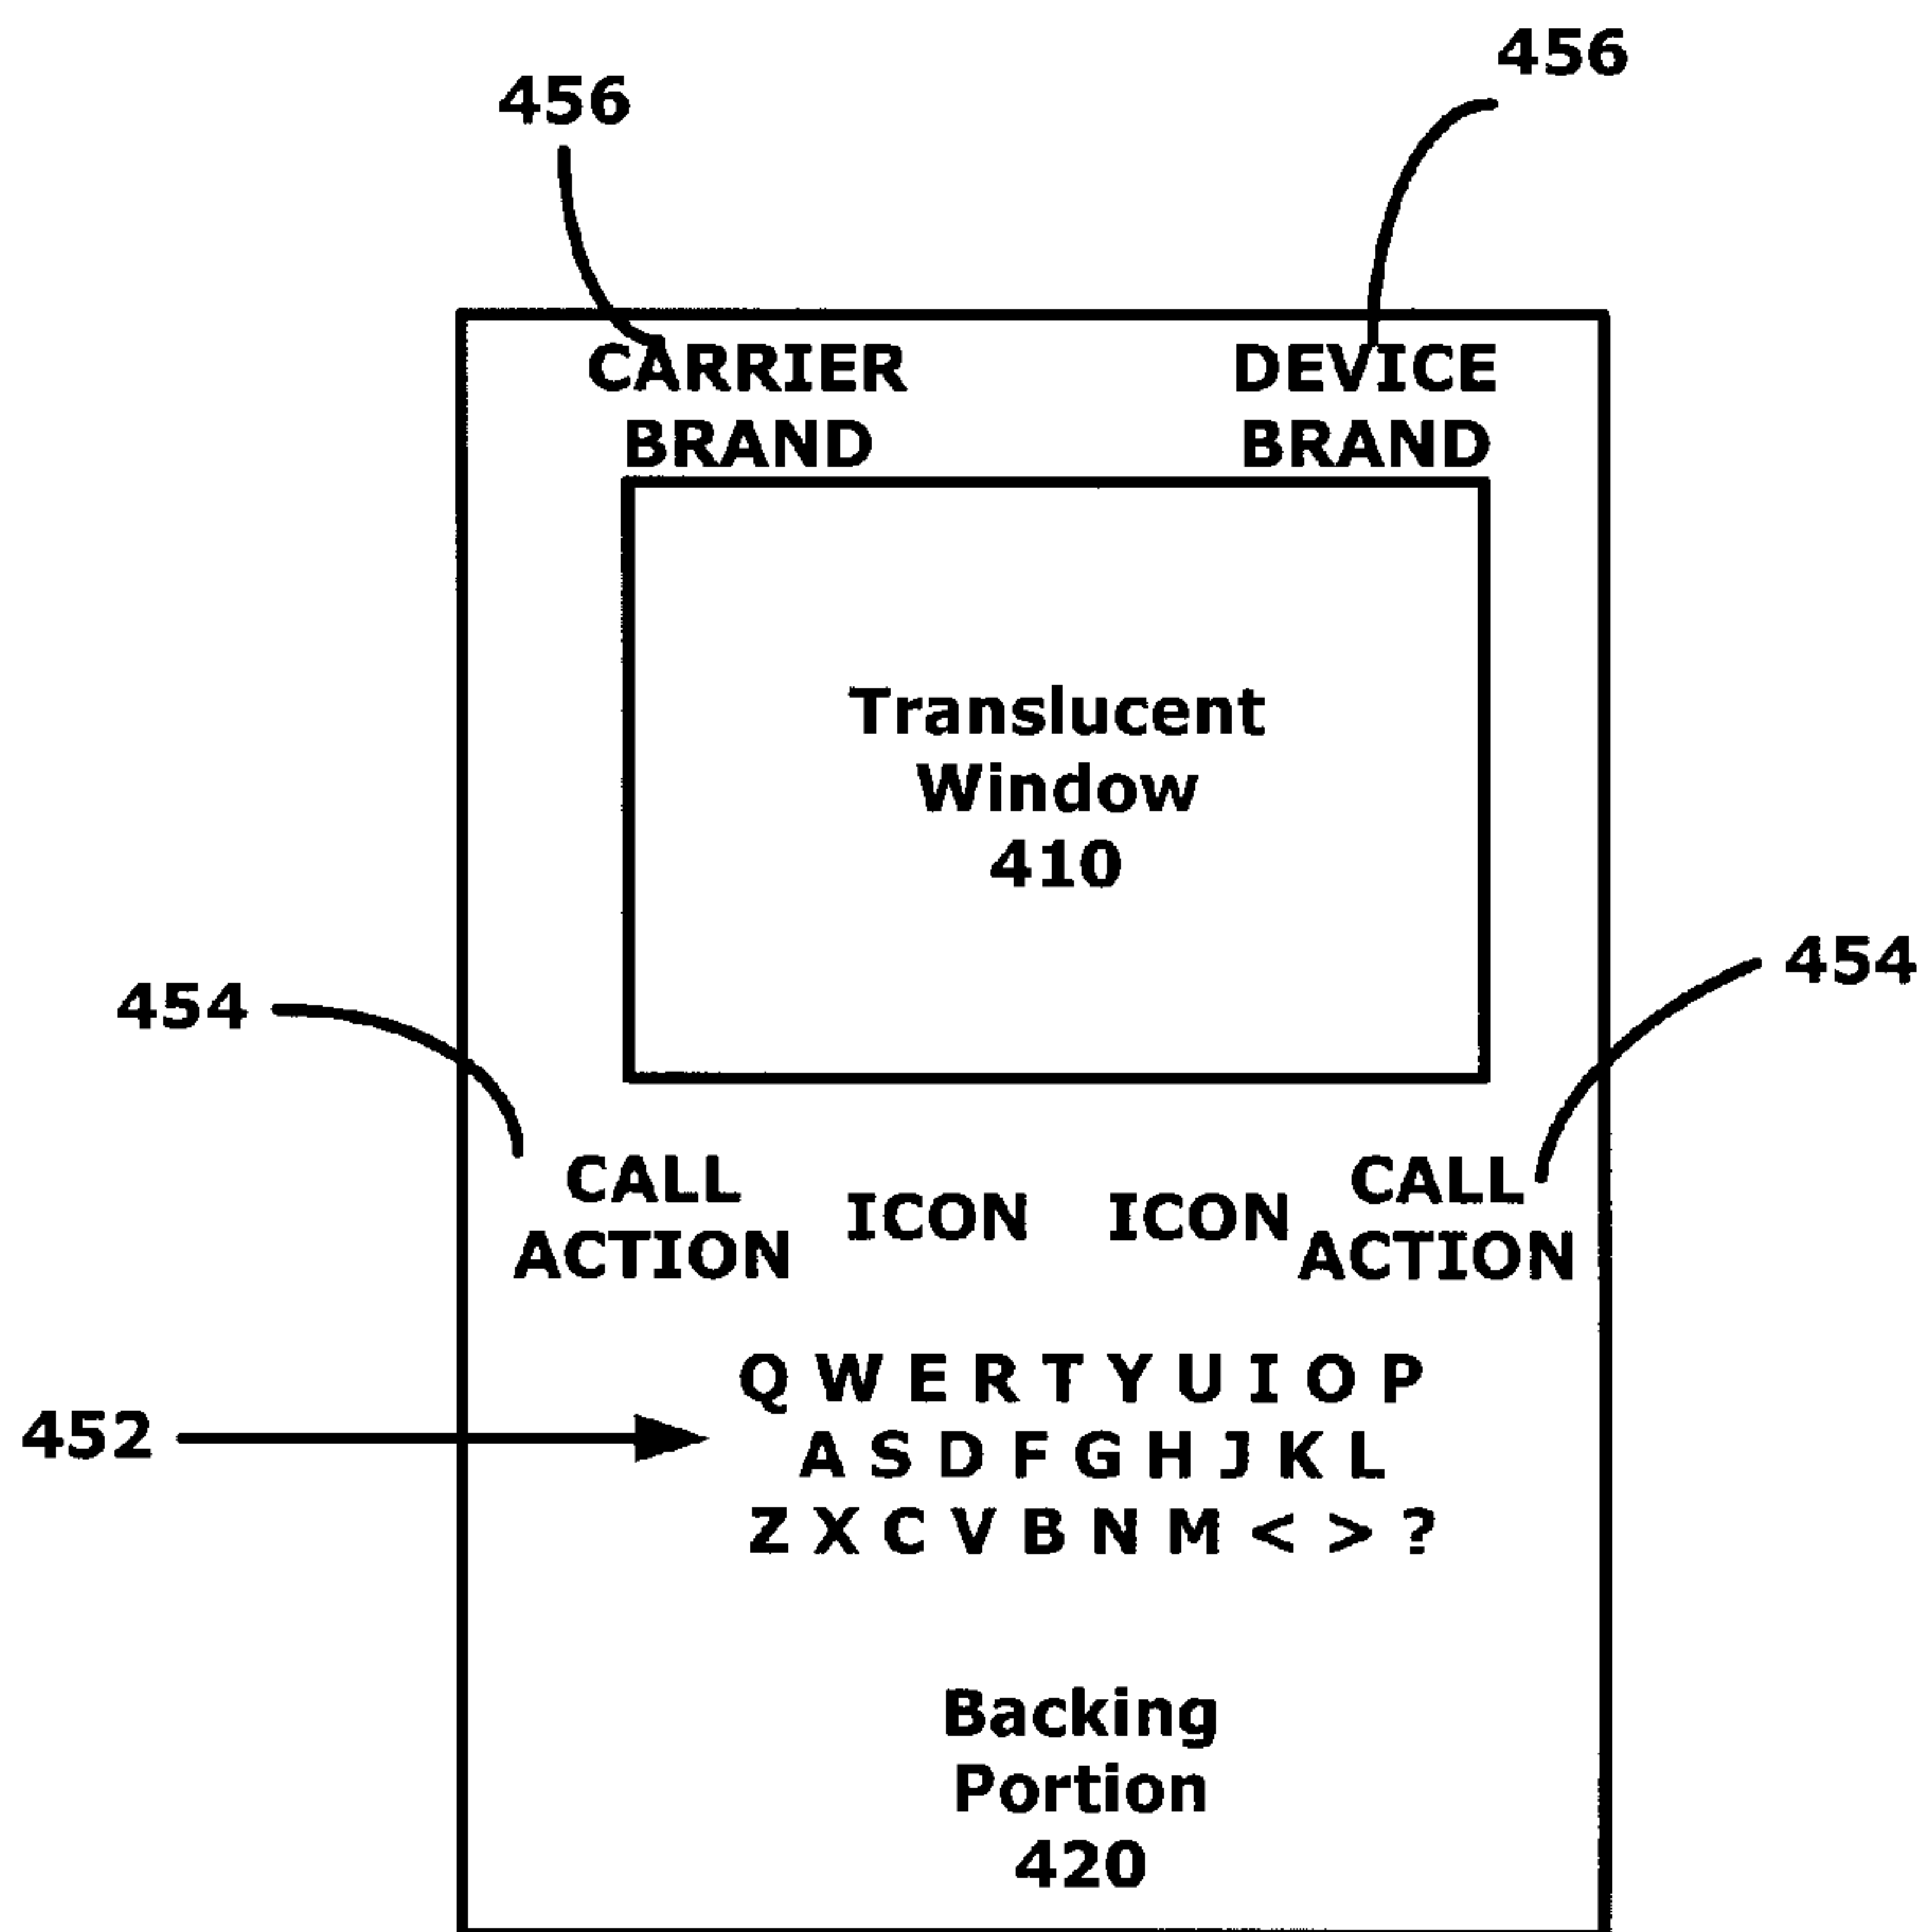 456
456
CARRIER
BRAND
DEVICE
BRAND
Translucent
Window
410
454
454
CALL
ACTION
ICON
ICON
CALL
ACTION
Q W E R T Y U I O P
452
A S D F G H J K L
Z X C V B N M < > ?
Backing
Portion
420